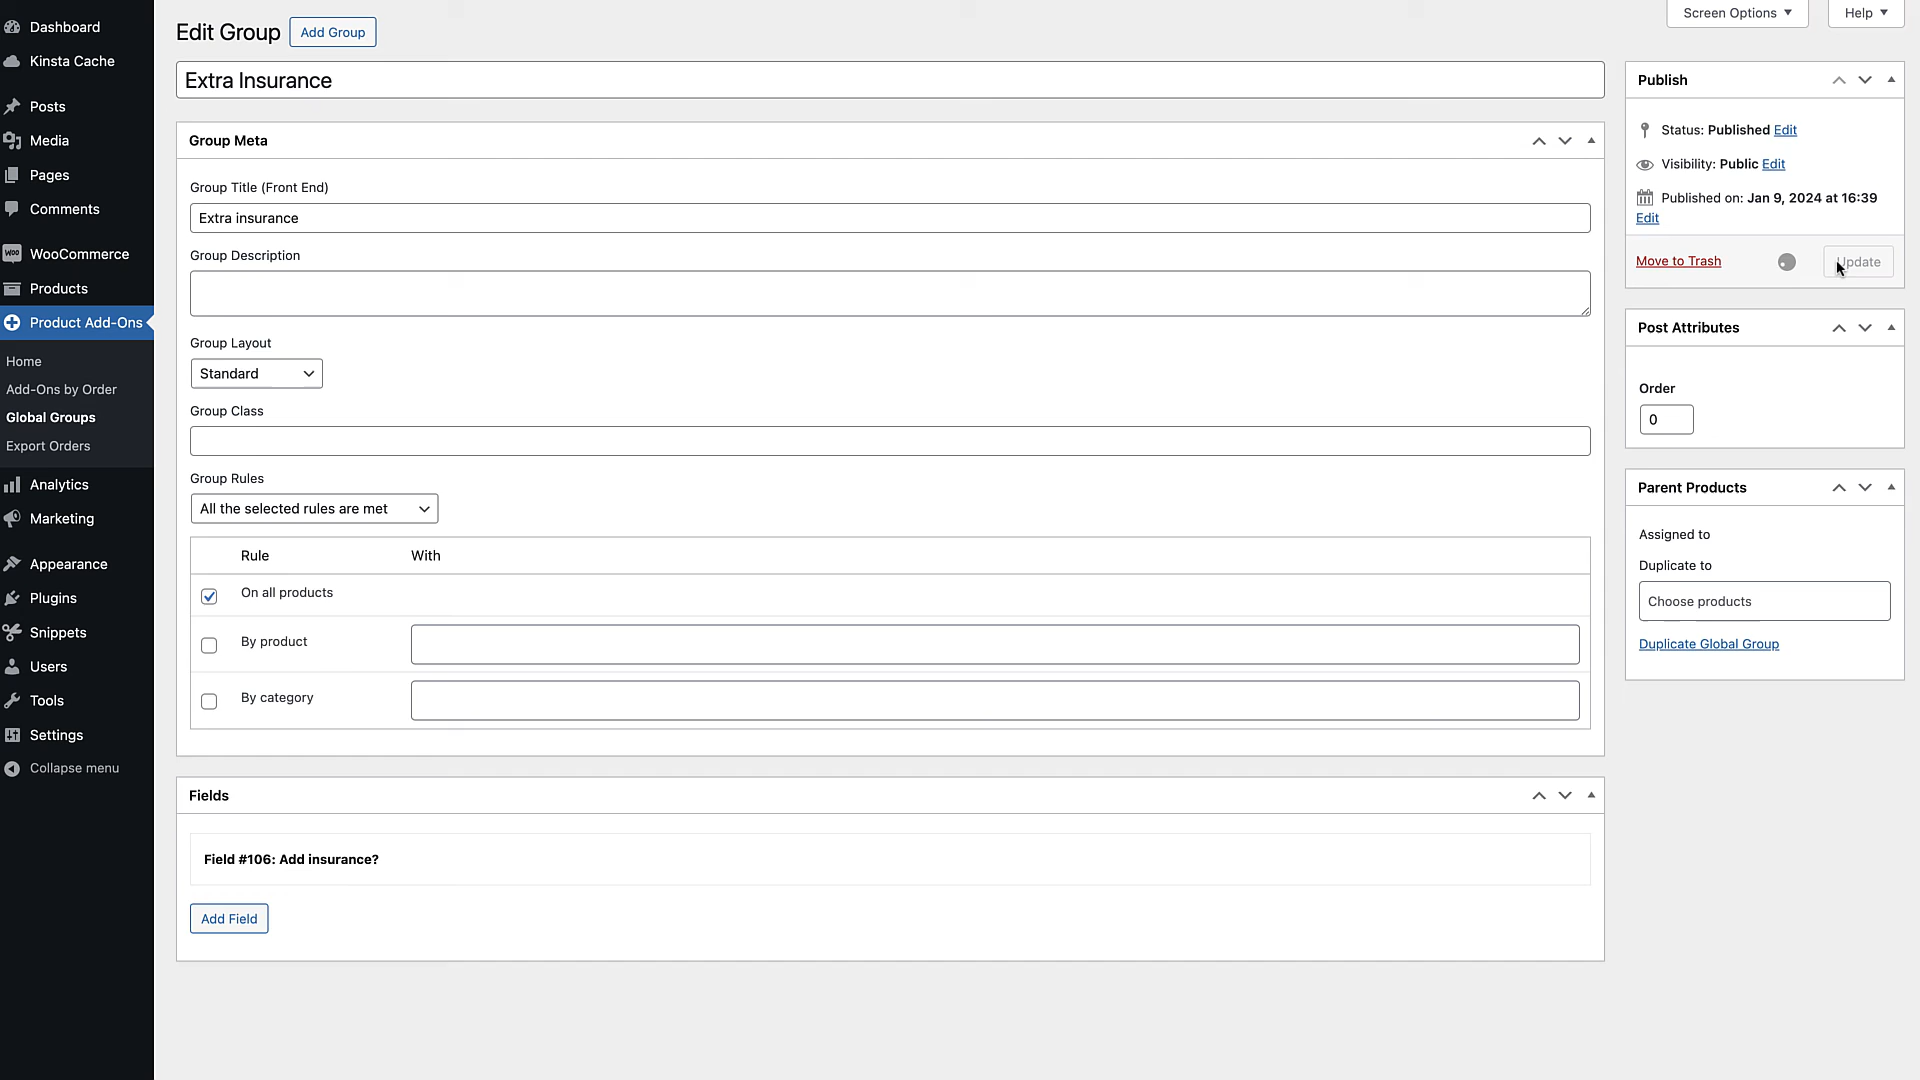 Dashboard
Kinsta Cache
Posts
Media
Pages
Comments
WooCommerce
Products
Product Add-Ons
Home
Add-Ons by Order
Global Groups
Export Orders
Analytics
Marketing
Appearance
Plugins
Snippets
Users
Tools
Settings
Collapse menu
Screen Options
Help
Edit Group
Add Group
Extra Insurance
Group Meta
Group Title (Front End)
Extra insurance
Group Description
Group Layout
Standard
Group Class
Group Rules
All the selected rules are met
Rule With
On all products
By product
By category
Fields
Field #106: Add insurance?
Add Field
Publish
Status: Published Edit
Visibility: Public Edit
Published on: Jan 9, 2024 at 16:39
Edit
Move to Trash
Update
Post Attributes
Order
0
Parent Products
Assigned to
Duplicate to
Choose products
Duplicate Global Group